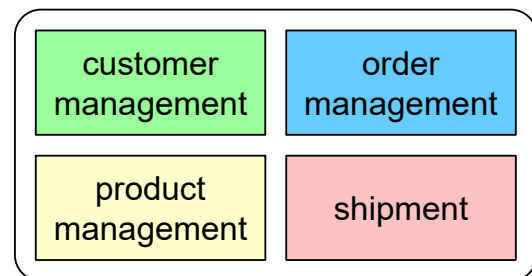 customer
management
order
management
product
management
shipment